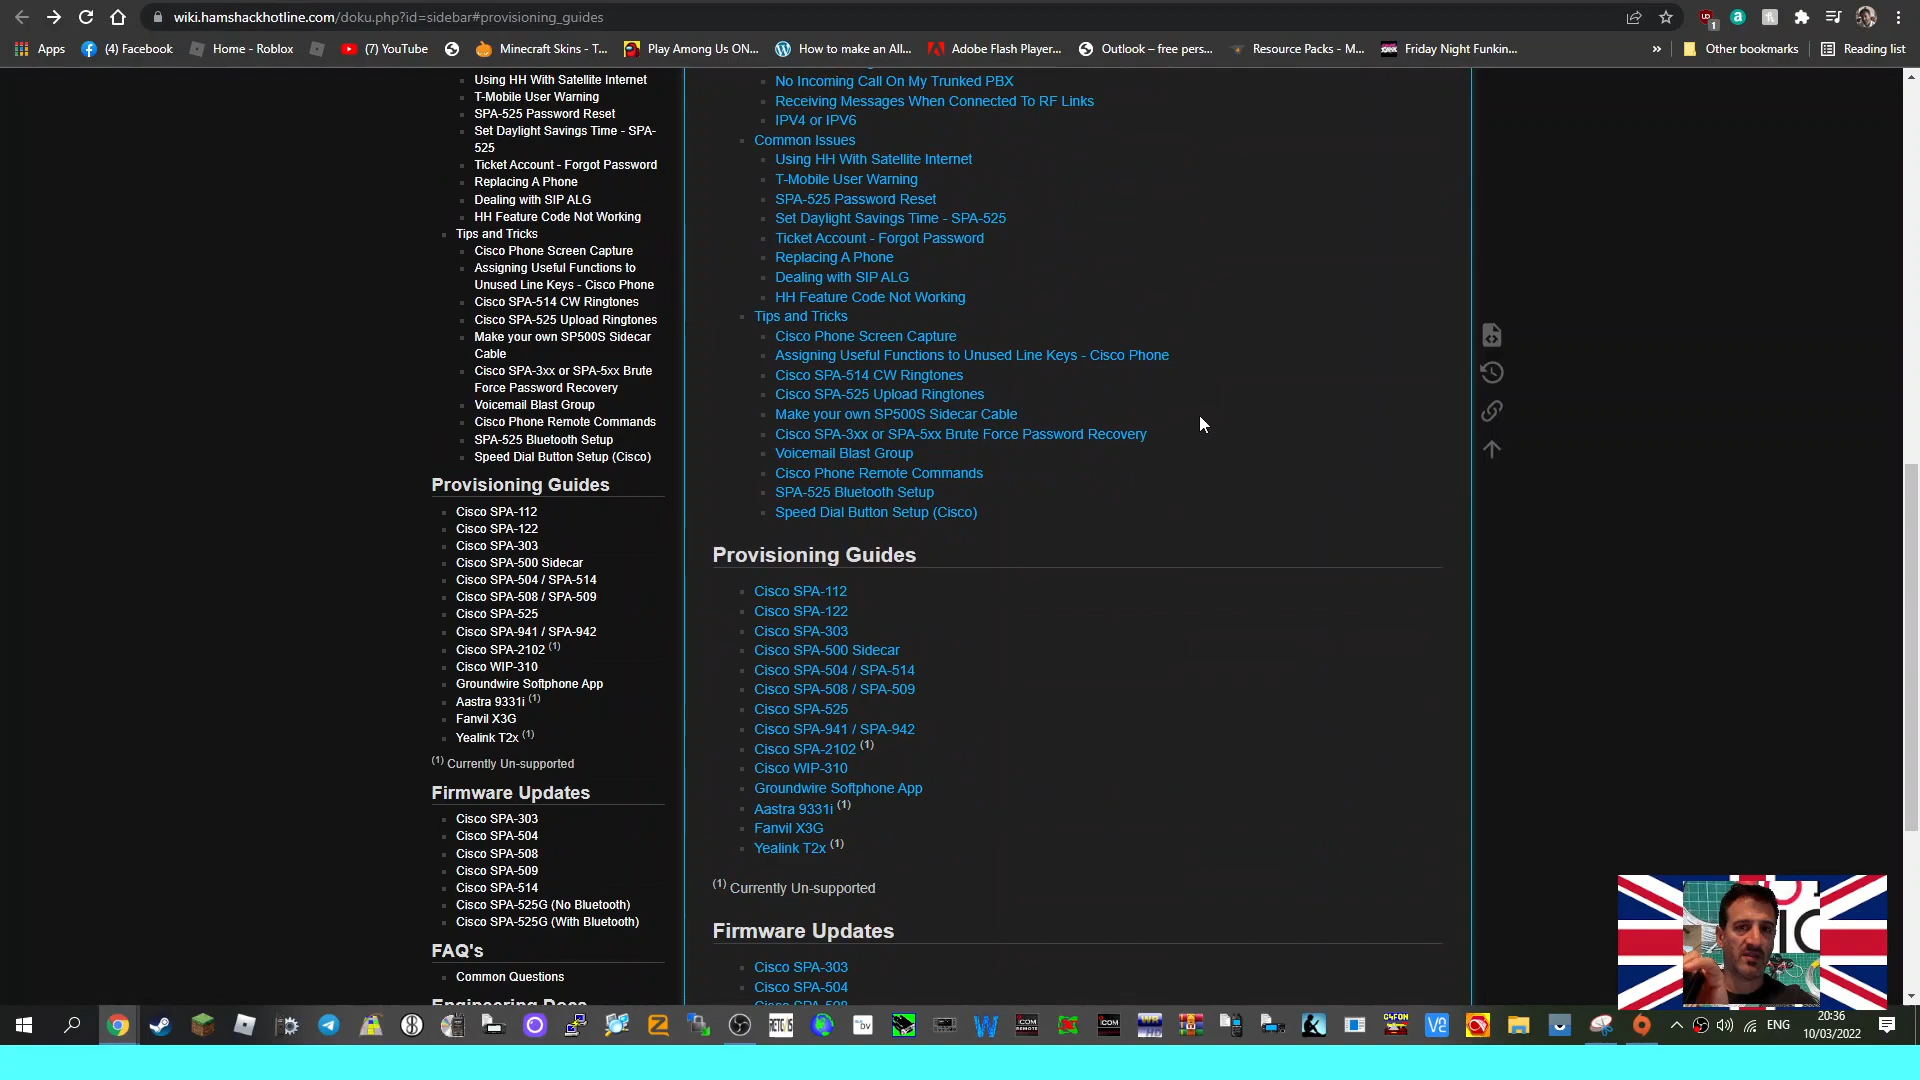 wiki.hamshackhotline.com/doku.php?id=sidebar#provisioning_guides
Apps
(4) Facebook
Home - Roblox
(7) YouTube
Minecraft Skins - T...
Play Among Us ON...
How to make an All...
Adobe Flash Player...
Outlook – free pers...
Resource Packs - M...
Friday Night Funkin...
»
Other bookmarks
Reading list
Using HH With Satellite Internet
T-Mobile User Warning
SPA-525 Password Reset
Set Daylight Savings Time - SPA-
525
Ticket Account - Forgot Password
Replacing A Phone
Dealing with SIP ALG
HH Feature Code Not Working
Tips and Tricks
Cisco Phone Screen Capture
Assigning Useful Functions to
Unused Line Keys - Cisco Phone
Cisco SPA-514 CW Ringtones
Cisco SPA-525 Upload Ringtones
Make your own SP500S Sidecar
Cable
Cisco SPA-3xx or SPA-5xx Brute
Force Password Recovery
Voicemail Blast Group
Cisco Phone Remote Commands
SPA-525 Bluetooth Setup
Speed Dial Button Setup (Cisco)
Provisioning Guides
Cisco SPA-112
Cisco SPA-122
Cisco SPA-303
Cisco SPA-500 Sidecar
Cisco SPA-504 / SPA-514
Cisco SPA-508 / SPA-509
Cisco SPA-525
Cisco SPA-941 / SPA-942
Cisco SPA-2102 (1)
Cisco WIP-310
Groundwire Softphone App
Aastra 9331i (1)
Fanvil X3G
Yealink T2x (1)
(1) Currently Un-supported
Firmware Updates
Cisco SPA-303
Cisco SPA-504
Cisco SPA-508
Cisco SPA-509
Cisco SPA-514
Cisco SPA-525G (No Bluetooth)
Cisco SPA-525G (With Bluetooth)
FAQ's
Common Questions
Engineering Docs
No Incoming Call On My Trunked PBX
Receiving Messages When Connected To RF Links
IPV4 or IPV6
Common Issues
Using HH With Satellite Internet
T-Mobile User Warning
SPA-525 Password Reset
Set Daylight Savings Time - SPA-525
Ticket Account - Forgot Password
Replacing A Phone
Dealing with SIP ALG
HH Feature Code Not Working
Tips and Tricks
Cisco Phone Screen Capture
Assigning Useful Functions to Unused Line Keys - Cisco Phone
Cisco SPA-514 CW Ringtones
Cisco SPA-525 Upload Ringtones
Make your own SP500S Sidecar Cable
Cisco SPA-3xx or SPA-5xx Brute Force Password Recovery
Voicemail Blast Group
Cisco Phone Remote Commands
SPA-525 Bluetooth Setup
Speed Dial Button Setup (Cisco)
Provisioning Guides
Cisco SPA-112
Cisco SPA-122
Cisco SPA-303
Cisco SPA-500 Sidecar
Cisco SPA-504 / SPA-514
Cisco SPA-508 / SPA-509
Cisco SPA-525
Cisco SPA-941 / SPA-942
Cisco SPA-2102 (1)
Cisco WIP-310
Groundwire Softphone App
Aastra 9331i (1)
Fanvil X3G
Yealink T2x (1)
(1) Currently Un-supported
Firmware Updates
Cisco SPA-303
Cisco SPA-504
Cisco SPA-508
ENG
20:36
10/03/2022